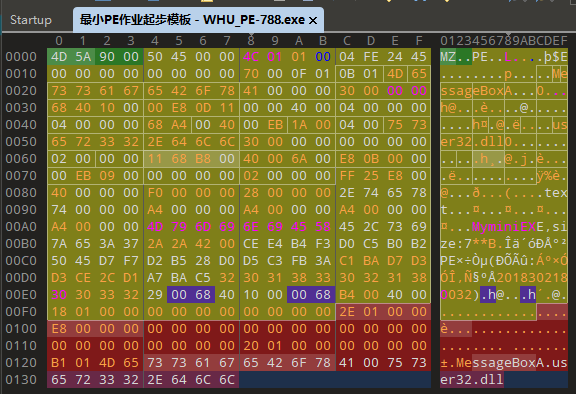 Startup 最小PE作业起步模板 - WHU_PE-788.exe ×
0 1 2 3 4 5 6 7 8 9 A B C D E F 0123456789ABCDEF
0000 4D 5A 90 00 50 45 00 00 4C 01 01 00 04 FE 24 45 MZ..PE..L....þ$E
0010 00 00 00 00 00 00 00 00 70 00 0F 01 0B 01 4D 65 ........p.....Me
0020 73 73 61 67 65 42 6F 78 41 00 00 00 30 00 00 00 ssageBoxA...0...
0030 68 40 10 00 00 E8 0D 11 00 00 40 00 04 00 00 00 h@...è....@.....
0040 04 00 00 00 68 A4 00 40 00 EB 1A 00 04 00 75 73 ....h¤.@.ë....us
0050 65 72 33 32 2E 64 6C 6C 30 00 00 00 00 00 00 00 er32.dll0.......
0060 02 00 00 00 11 68 B8 00 40 00 6A 00 E8 0B 00 00 .....h¸.@.j.è...
0070 00 EB 09 00 00 00 00 00 02 00 00 00 FF 25 E8 00 .ë..........ÿ%è.
0080 40 00 00 00 F0 00 00 00 28 00 00 00 2E 74 65 78 @...ð...(....tex
0090 74 00 00 00 A4 00 00 00 A4 00 00 00 A4 00 00 00 t...¤...¤...¤...
00A0 A4 00 00 00 4D 79 6D 69 6E 69 45 58 45 2C 73 69 ¤...MyminiEXE,si
00B0 7A 65 3A 37 2A 2A 42 00 CE E4 B4 F3 D0 C5 B0 B2 ze:7**B.Îä´óÐÅ°²
00C0 50 45 D7 F7 D2 B5 28 D0 D5 C3 FB 3A C1 BA D7 D3 PE×÷Òµ(ÐÕÃû:Áº×Ó
00D0 D3 CE 2C D1 A7 BA C5 32 30 31 38 33 30 32 31 38 ÓÎ,Ñ§ºÅ201830218
00E0 30 30 33 32 29 00 68 40 10 00 00 68 B4 00 40 00 0032).h@...h´.@.
00F0 18 01 00 00 00 00 00 00 00 00 00 00 2E 01 00 00 ................
0100 E8 00 00 00 00 00 00 00 00 00 00 00 00 00 00 00 è...............
0110 00 00 00 00 00 00 00 00 20 01 00 00 00 00 00 00 ........ .......
0120 B1 01 4D 65 73 73 61 67 65 42 6F 78 41 00 75 73 ±.MessageBoxA.us
0130 65 72 33 32 2E 64 6C 6C er32.dll